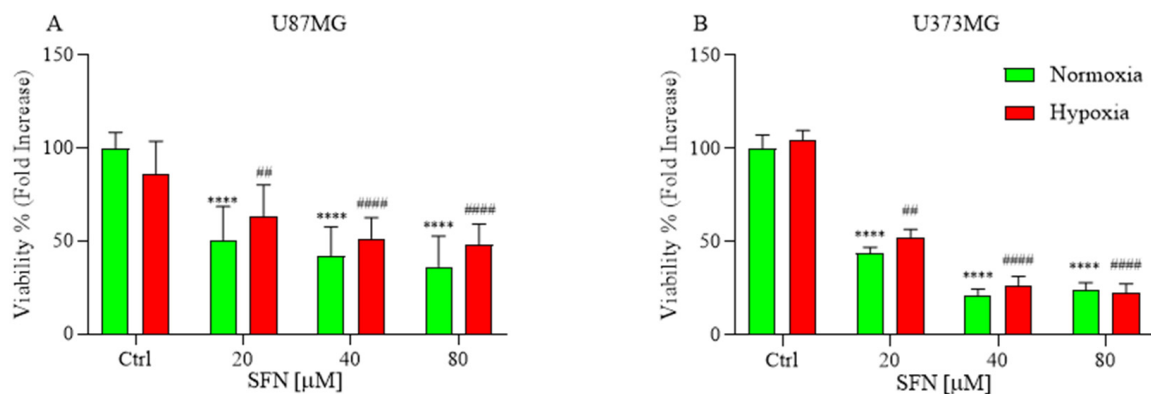 A
U87MG
Viability % (Fold Increase)
150
100
50
0
****
##
****
####
****
####
Ctrl
20
40
80
SFN [µM]
B
U373MG
Viability % (Fold Increase)
150
100
50
0
Normoxia
Hypoxia
****
##
****
####
****
####
Ctrl
20
40
80
SFN [µM]